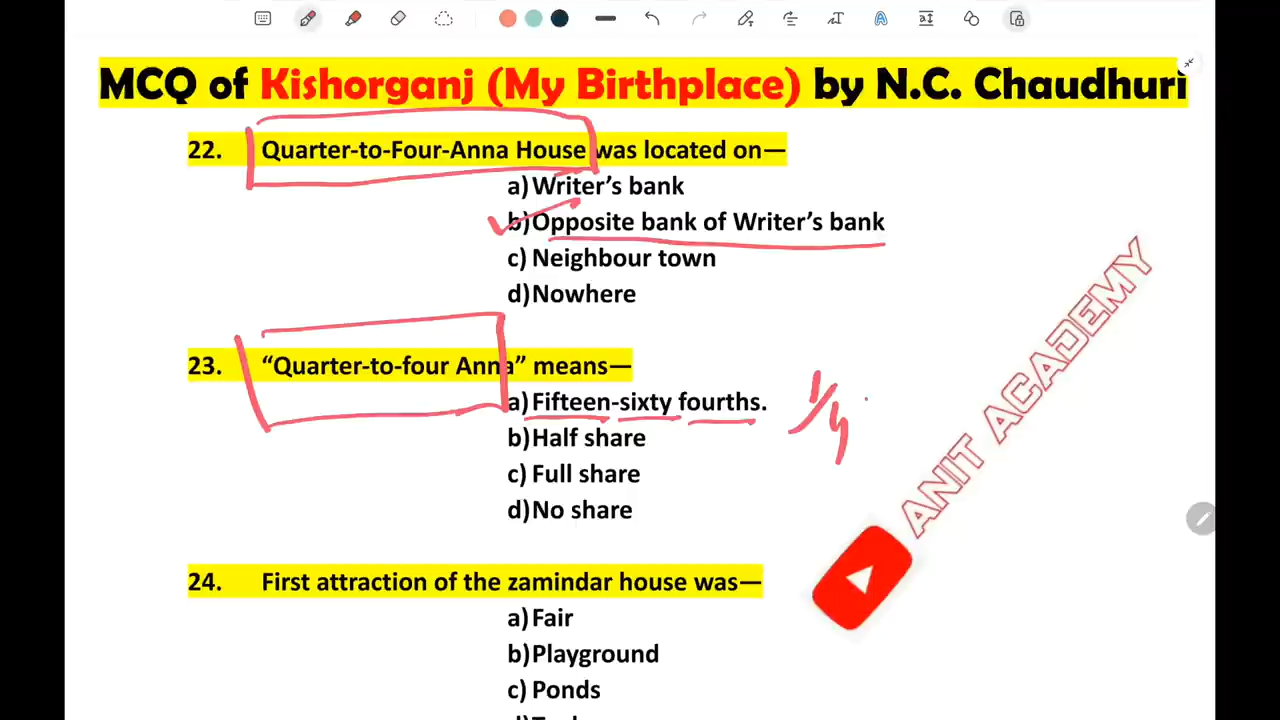 MCQ of Kishorganj (My Birthplace) by N.C. Chaudhuri
22. Quarter-to-Four-Anna House was located on—
a) Writer’s bank
b) Opposite bank of Writer’s bank
c) Neighbour town
d) Nowhere
23. “Quarter-to-four Anna” means—
a) Fifteen-sixty fourths.
1/4
b) Half share
c) Full share
d) No share
ANIT ACADEMY
24. First attraction of the zamindar house was—
a) Fair
b) Playground
c) Ponds